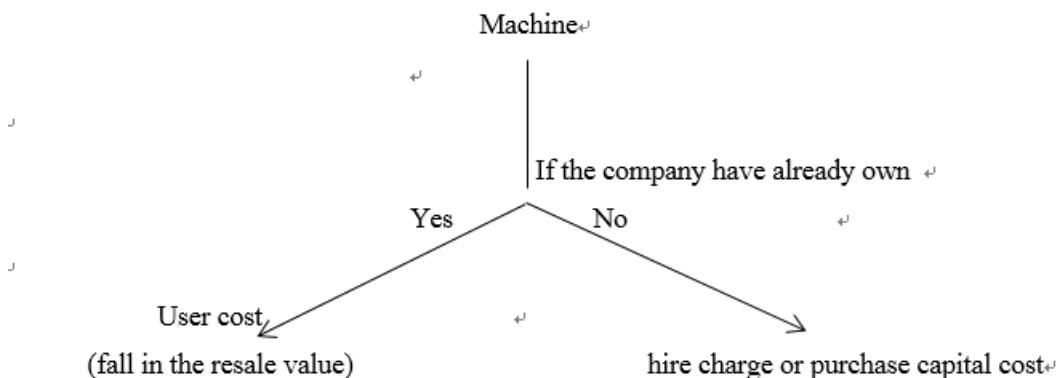 Machine
If the company have already own
Yes
No
User cost
(fall in the resale value)
hire charge or purchase capital cost